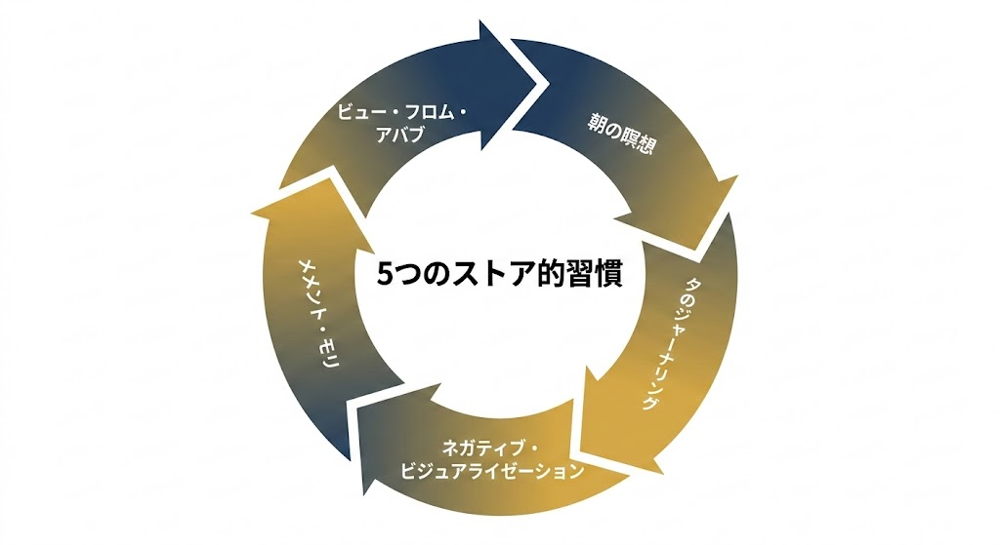 5つのストア的習慣
朝の瞑想
夕のジャーナリング
ネガティブ・
ビジュアライゼーション
メメント・モリ
ビュー・フロム・
アバブ